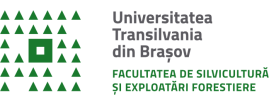 Universitatea
Transilvania
din Brașov
FACULTATEA DE SILVICULTURĂ
ȘI EXPLOATĂRI FORESTIERE